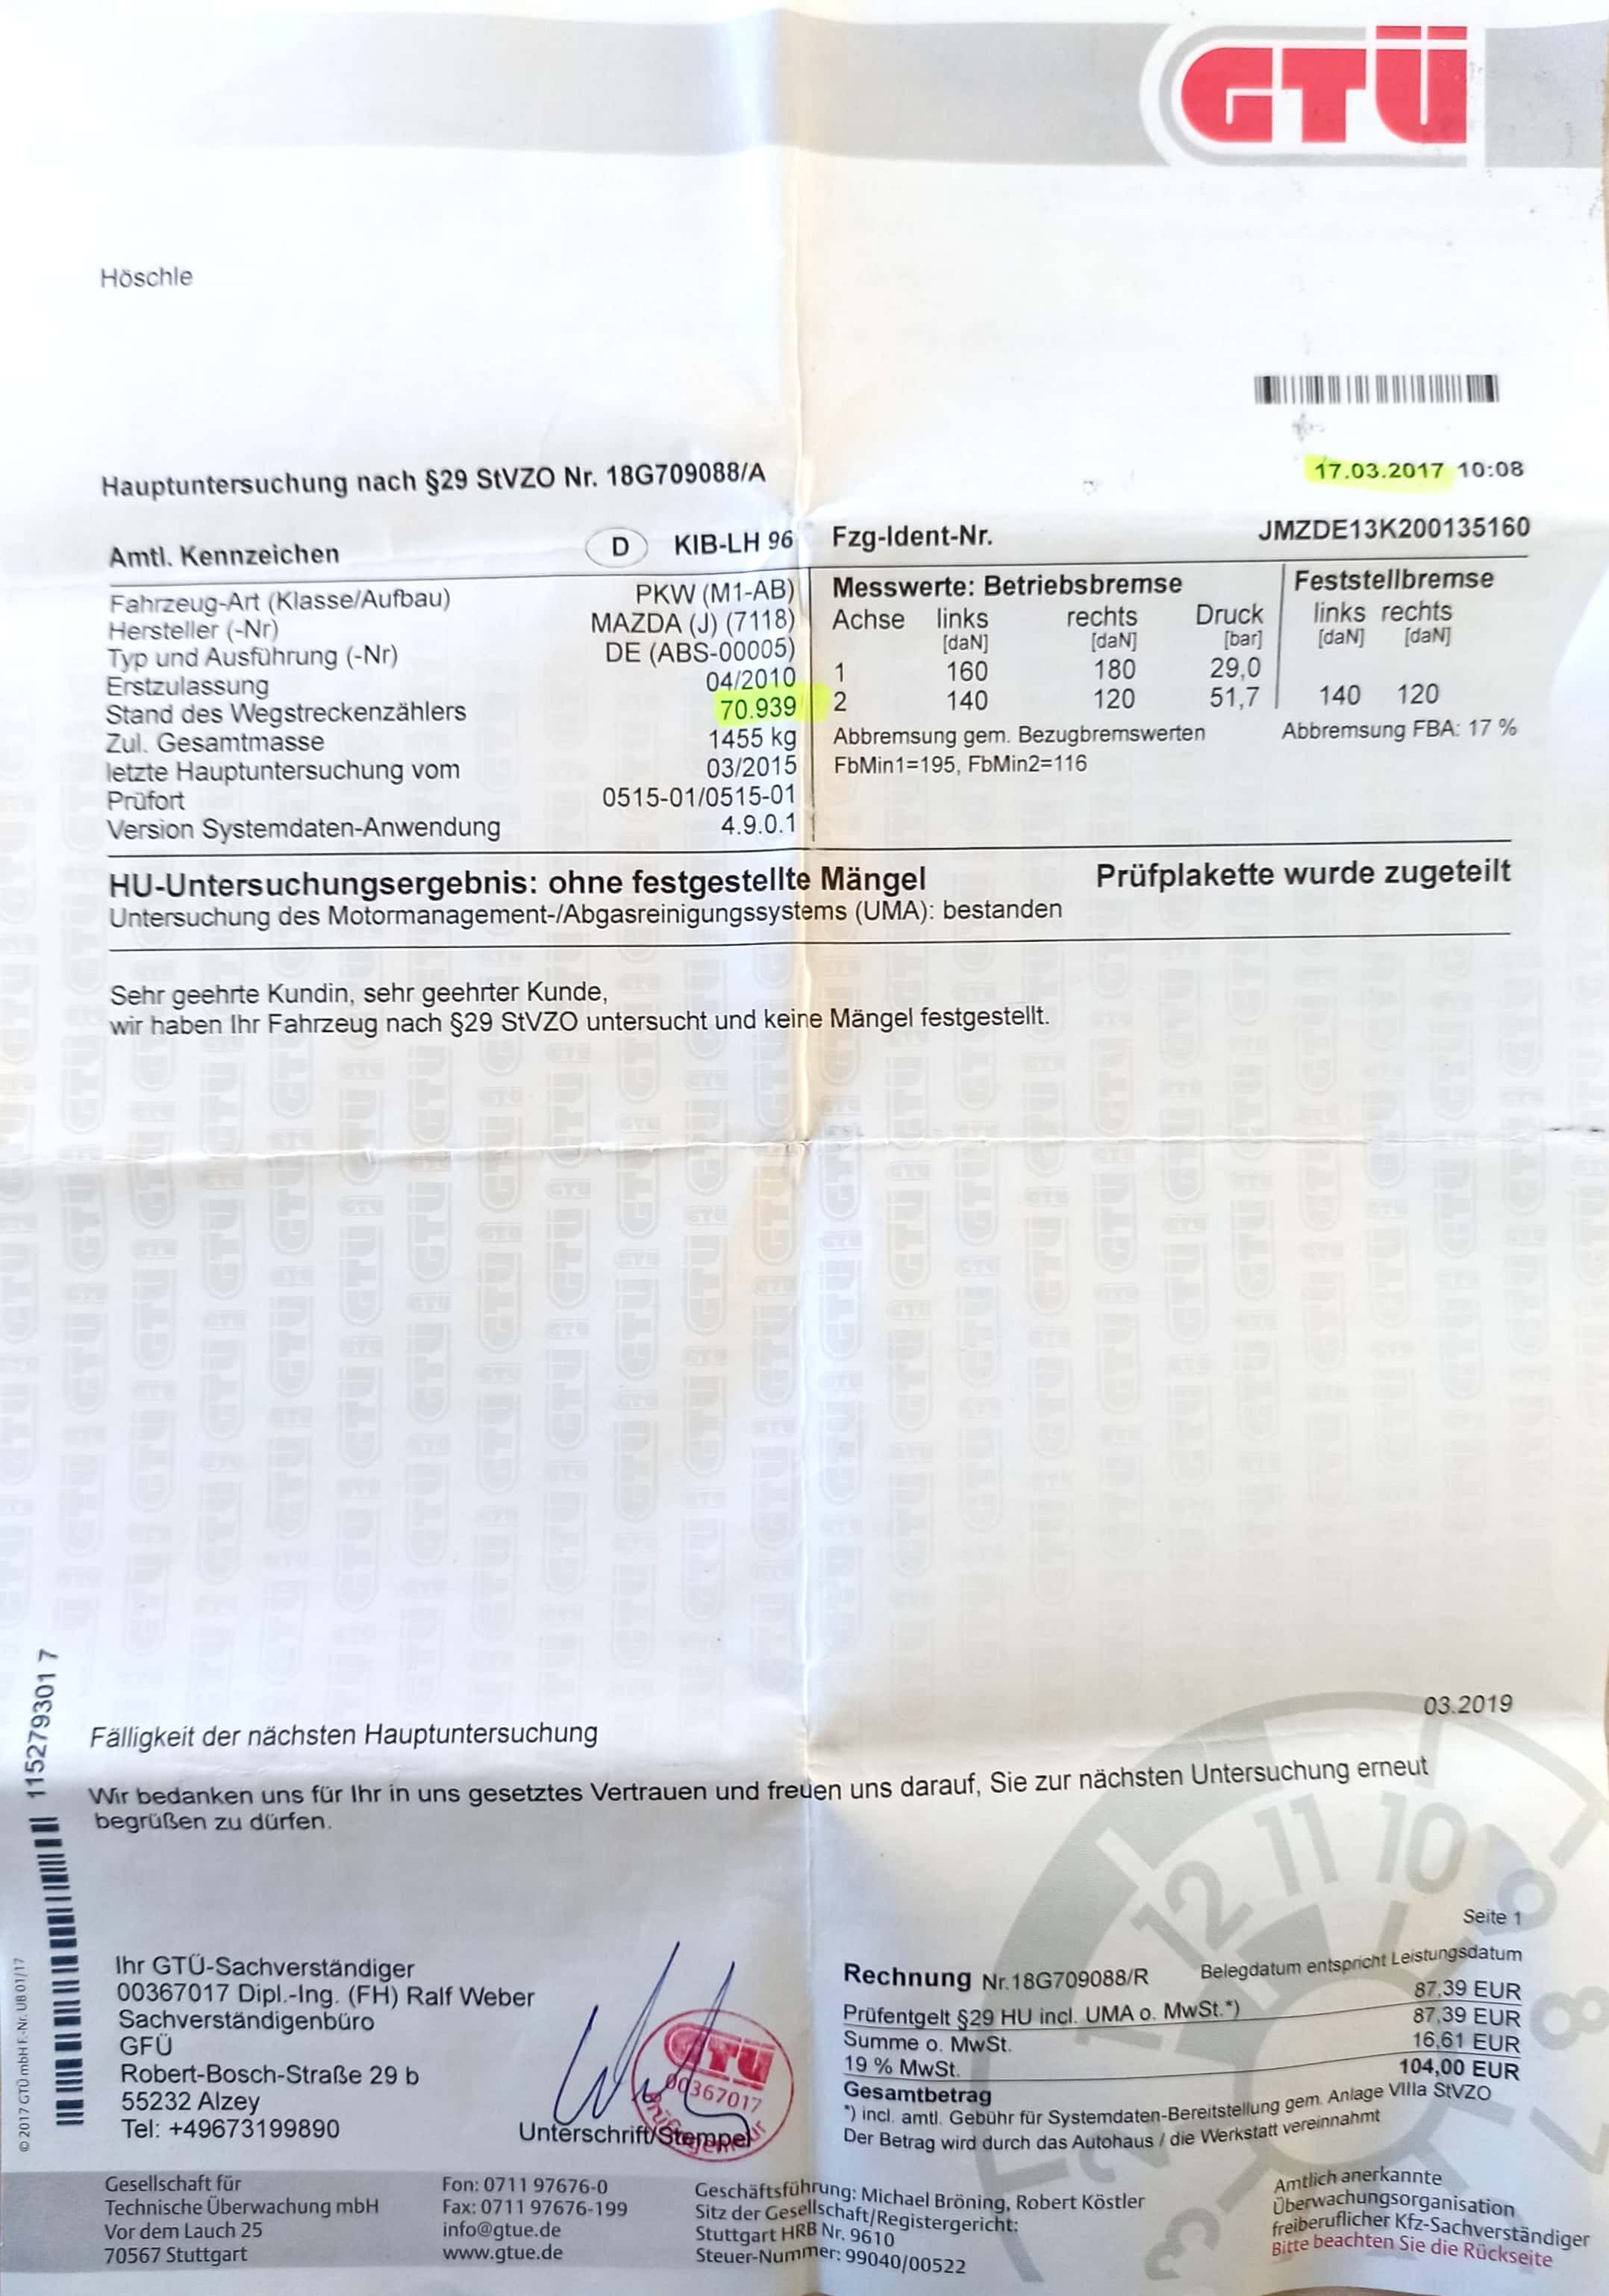 GTÜ
Höschle
17.03.2017 10:08
Hauptuntersuchung nach §29 StVZO Nr. 18G709088/A
Amtl. Kennzeichen D KIB-LH 96
Fahrzeug-Art (Klasse/Aufbau) PKW (M1-AB)
Hersteller (-Nr) MAZDA (J) (7118)
Typ und Ausführung (-Nr) DE (ABS-00005)
Erstzulassung 04/2010
Stand des Wegstreckenzählers 70.939
Zul. Gesamtmasse 1455 kg
letzte Hauptuntersuchung vom 03/2015
Prüfort 0515-01/0515-01
Version Systemdaten-Anwendung 4.9.0.1
Fzg-Ident-Nr. JMZDE13K200135160
Messwerte: Betriebsbremse Feststellbremse
Achse links rechts Druck links rechts
[daN] [daN] [bar] [daN] [daN]
1 160 180 29,0
2 140 120 51,7 140 120
Abbremsung gem. Bezugbremswerten Abbremsung FBA: 17 %
FbMin1=195, FbMin2=116
HU-Untersuchungsergebnis: ohne festgestellte Mängel Prüfplakette wurde zugeteilt
Untersuchung des Motormanagement-/Abgasreinigungssystems (UMA): bestanden
Sehr geehrte Kundin, sehr geehrter Kunde,
wir haben Ihr Fahrzeug nach §29 StVZO untersucht und keine Mängel festgestellt.
Fälligkeit der nächsten Hauptuntersuchung 03.2019
Wir bedanken uns für Ihr in uns gesetztes Vertrauen und freuen uns darauf, Sie zur nächsten Untersuchung erneut
begrüßen zu dürfen.
Seite 1
Ihr GTÜ-Sachverständiger
00367017 Dipl.-Ing. (FH) Ralf Weber
Sachverständigenbüro
GFÜ
Robert-Bosch-Straße 29 b
55232 Alzey
Tel: +49673199890
Unterschrift/Stempel
GTÜ
00367017
Prüfingenieur
Rechnung Nr.18G709088/R Belegdatum entspricht Leistungsdatum
Prüfentgelt §29 HU incl. UMA o. MwSt.*) 87,39 EUR
Summe o. MwSt. 87,39 EUR
19 % MwSt. 16,61 EUR
Gesamtbetrag 104,00 EUR
*) incl. amtl. Gebühr für Systemdaten-Bereitstellung gem. Anlage VIIIa StVZO
Der Betrag wird durch das Autohaus / die Werkstatt vereinnahmt
12 11 10 9 8 7 3 2 1
115279301 7
© 2017 GTÜ mbH F.-Nr. UB 01/17
Gesellschaft für
Technische Überwachung mbH
Vor dem Lauch 25
70567 Stuttgart
Fon: 0711 97676-0
Fax: 0711 97676-199
info@gtue.de
www.gtue.de
Geschäftsführung: Michael Bröning, Robert Köstler
Sitz der Gesellschaft/Registergericht:
Stuttgart HRB Nr. 9610
Steuer-Nummer: 99040/00522
Amtlich anerkannte
Überwachungsorganisation
freiberuflicher Kfz-Sachverständiger
Bitte beachten Sie die Rückseite